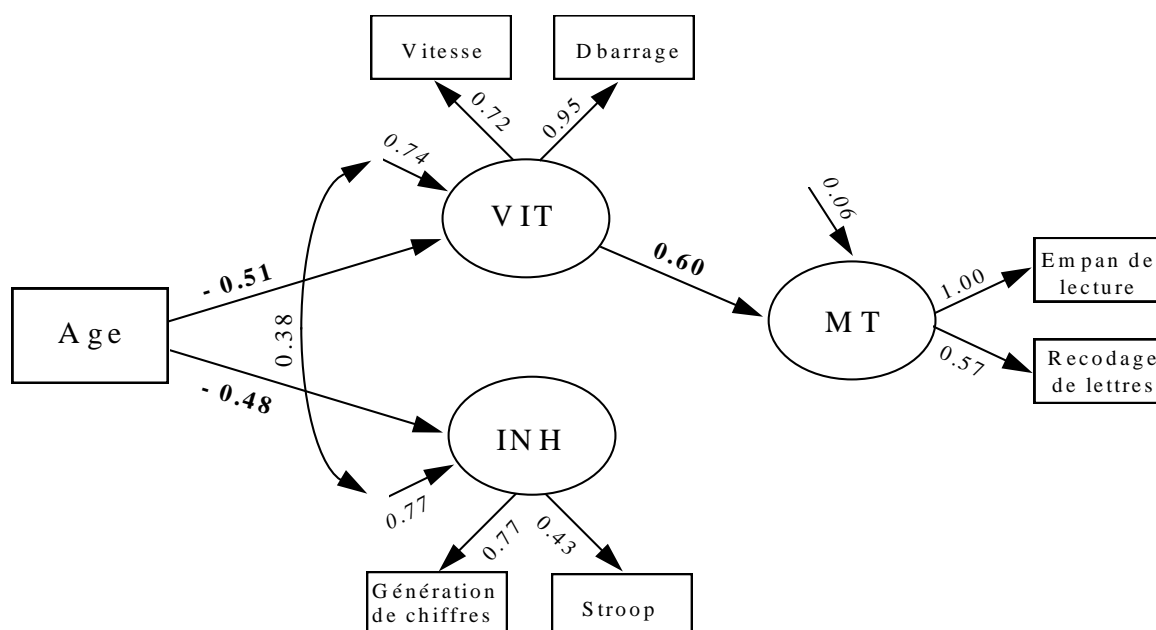 Vitesse
Dbarrage
0.72
0.95
0.74
VIT
0.06
- 0.51
0.60
Empan de
lecture
1.00
Age
0.38
MT
0.57
Recodage
de lettres
- 0.48
INH
0.77
0.77
0.43
Génération
de chiffres
Stroop